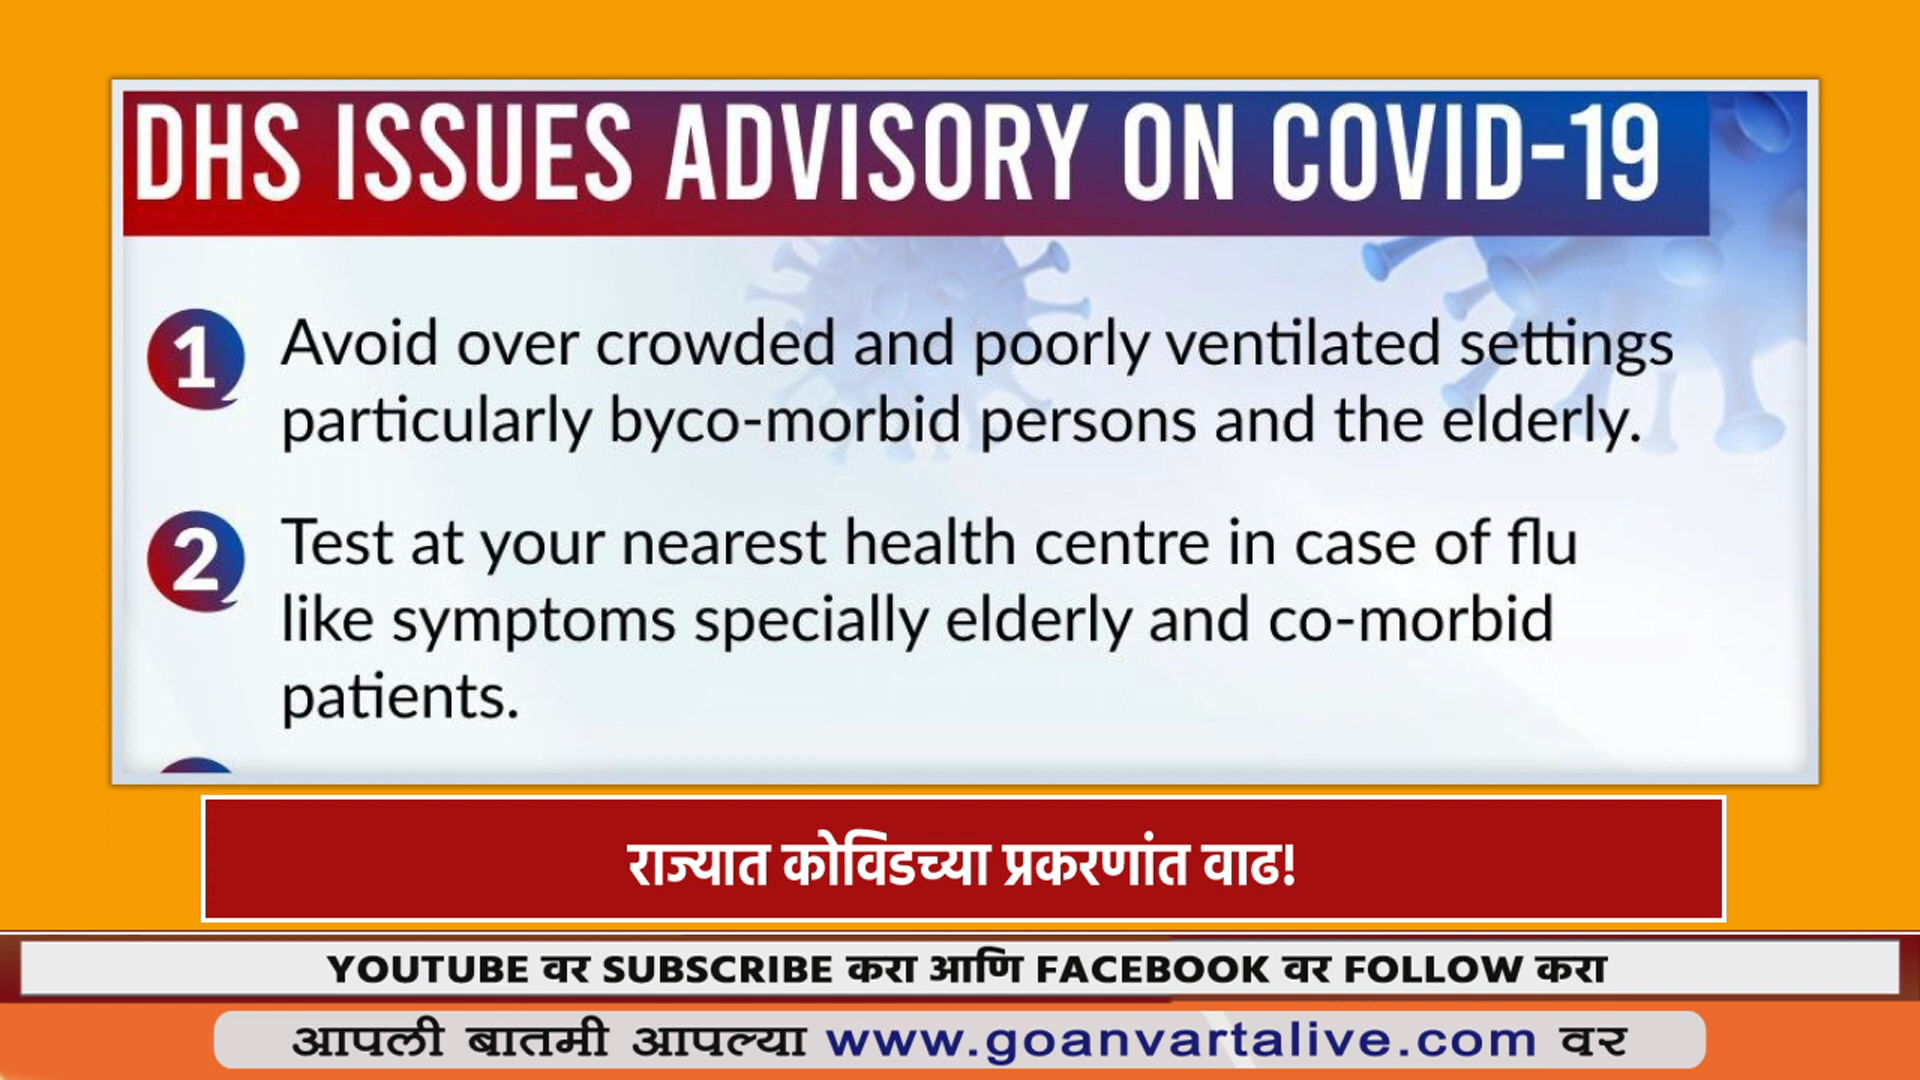 DHS ISSUES ADVISORY ON COVID-19
1 Avoid over crowded and poorly ventilated settings
particularly byco-morbid persons and the elderly.
2 Test at your nearest health centre in case of flu
like symptoms specially elderly and co-morbid
patients.
राज्यात कोविडच्या प्रकरणांत वाढ!
YOUTUBE वर SUBSCRIBE करा आणि FACEBOOK वर FOLLOW करा
आपली बातमी आपल्या www.goanvartalive.com वर